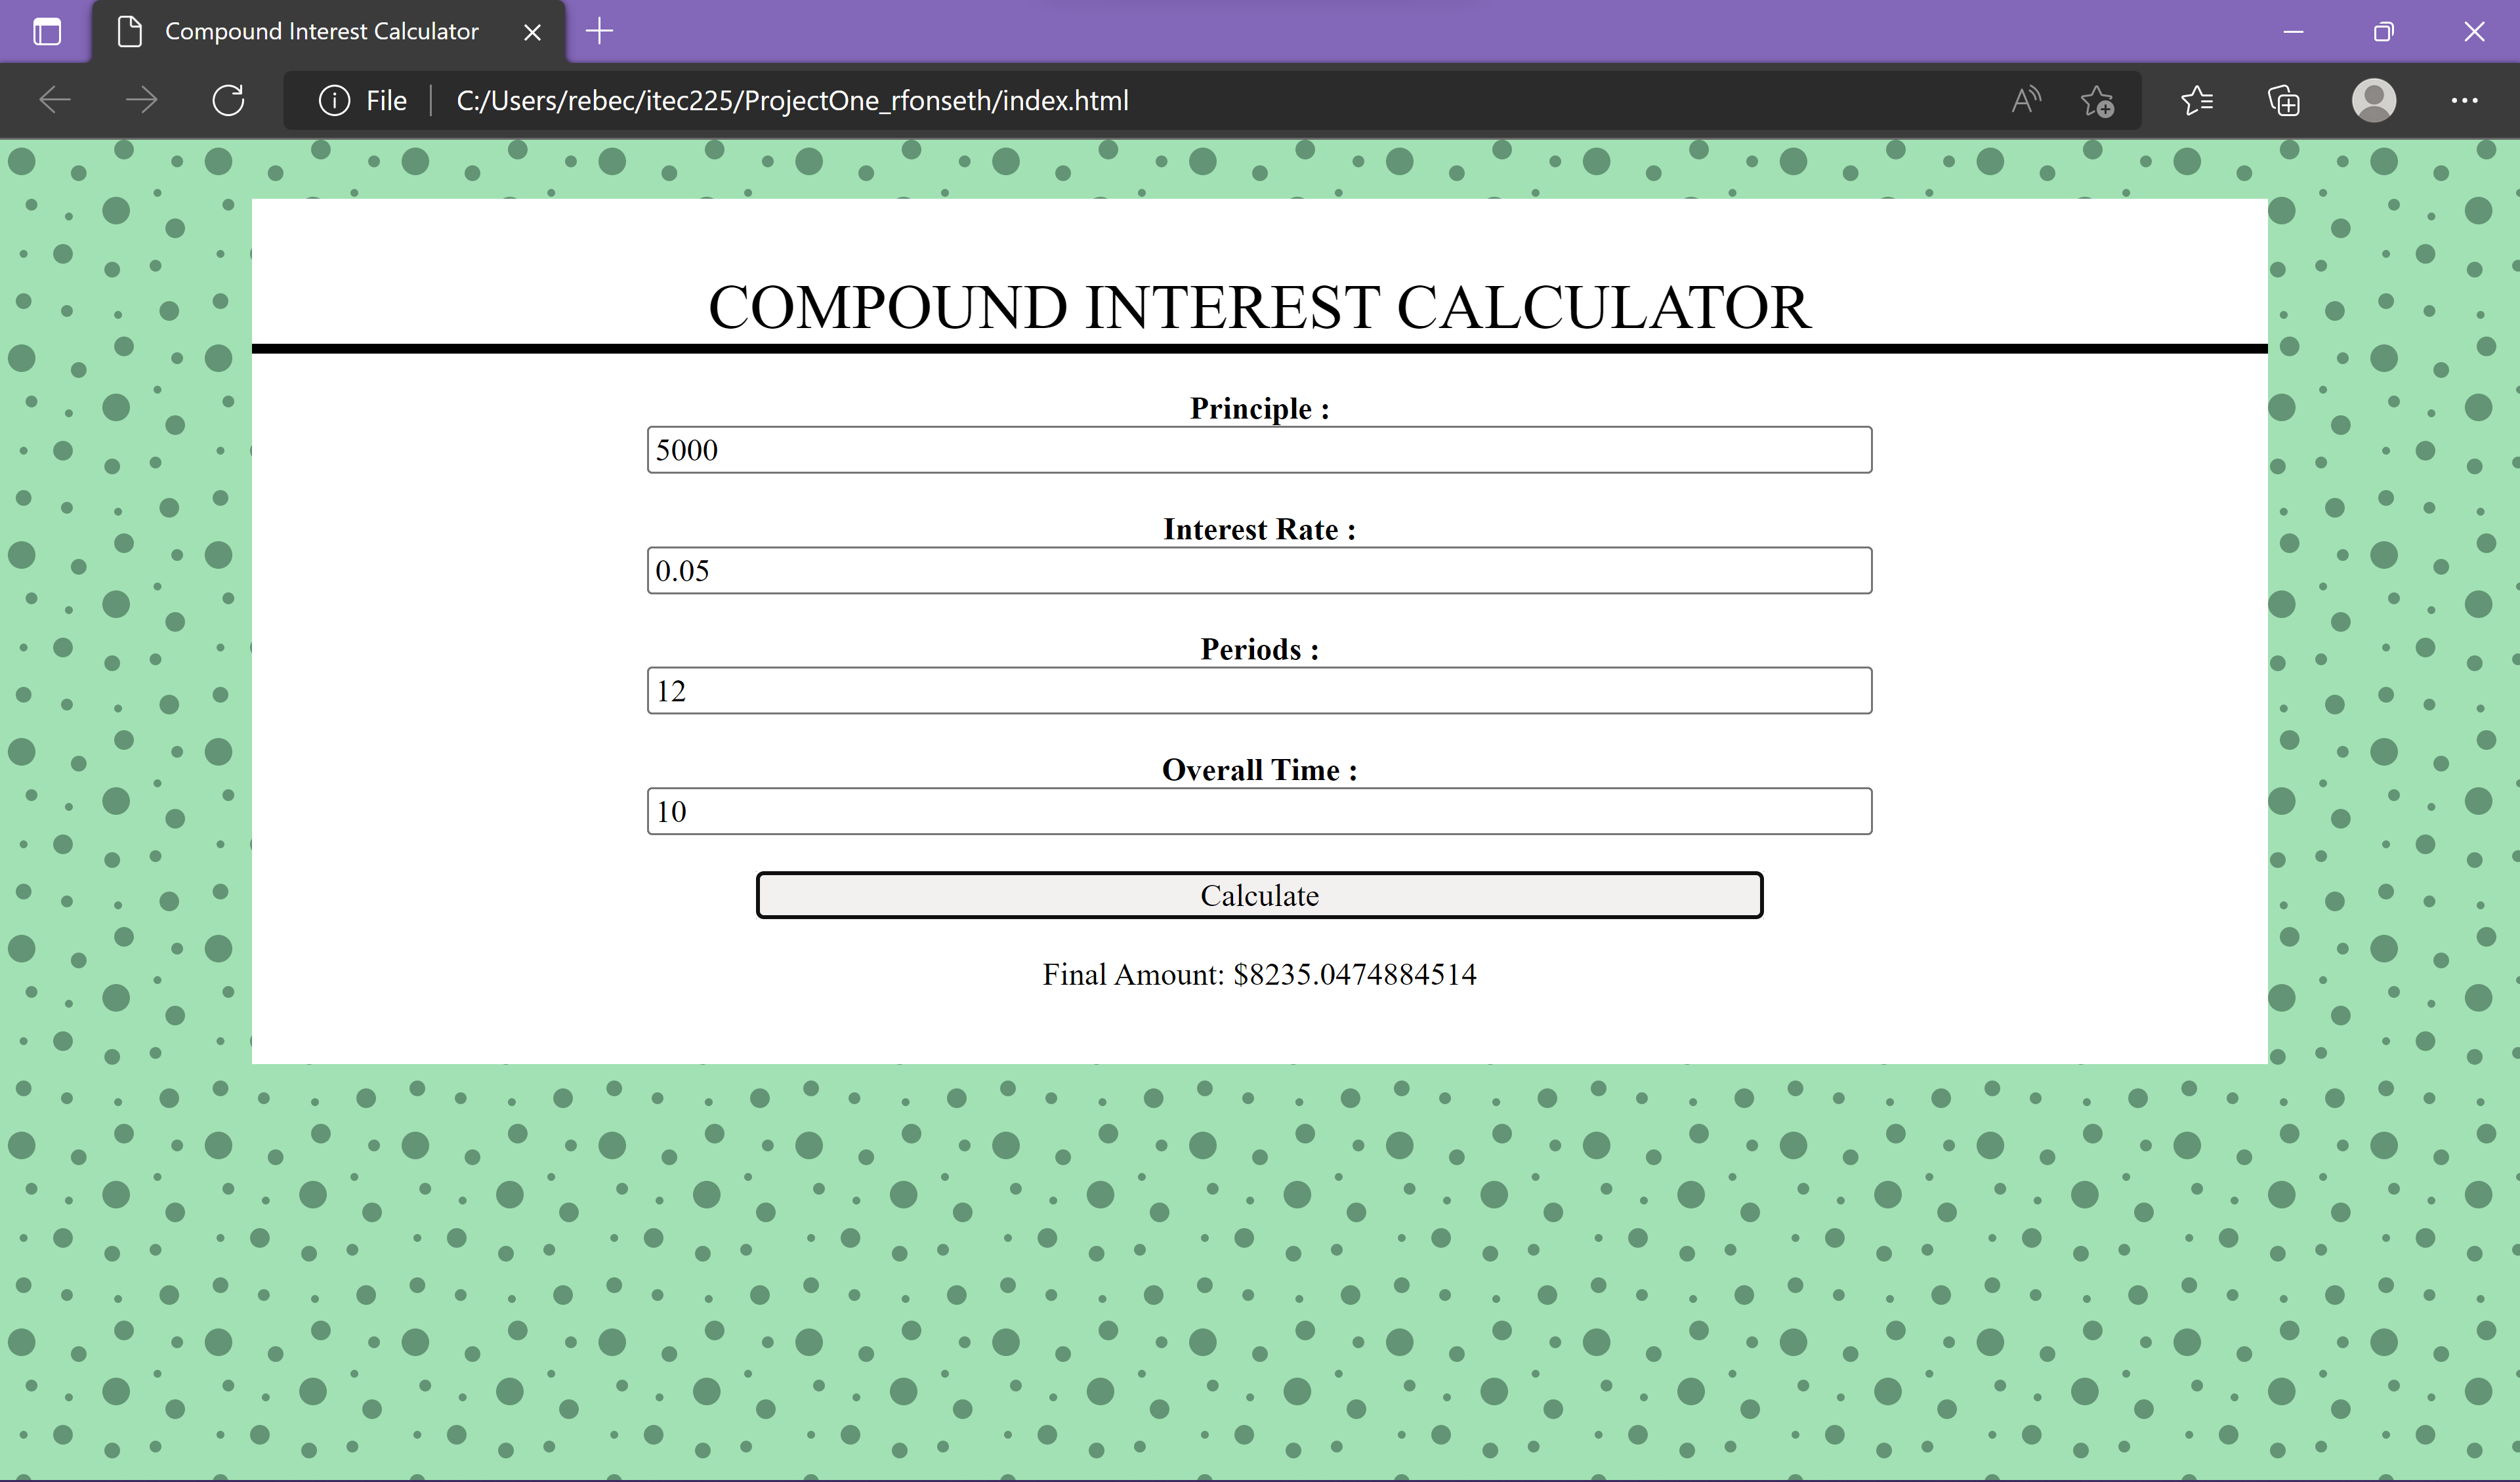 Compound Interest Calculator
File C:/Users/rebec/itec225/ProjectOne_rfonseth/index.html
COMPOUND INTEREST CALCULATOR
Principle :
5000
Interest Rate :
0.05
Periods :
12
Overall Time :
10
Calculate
Final Amount: $8235.0474884514